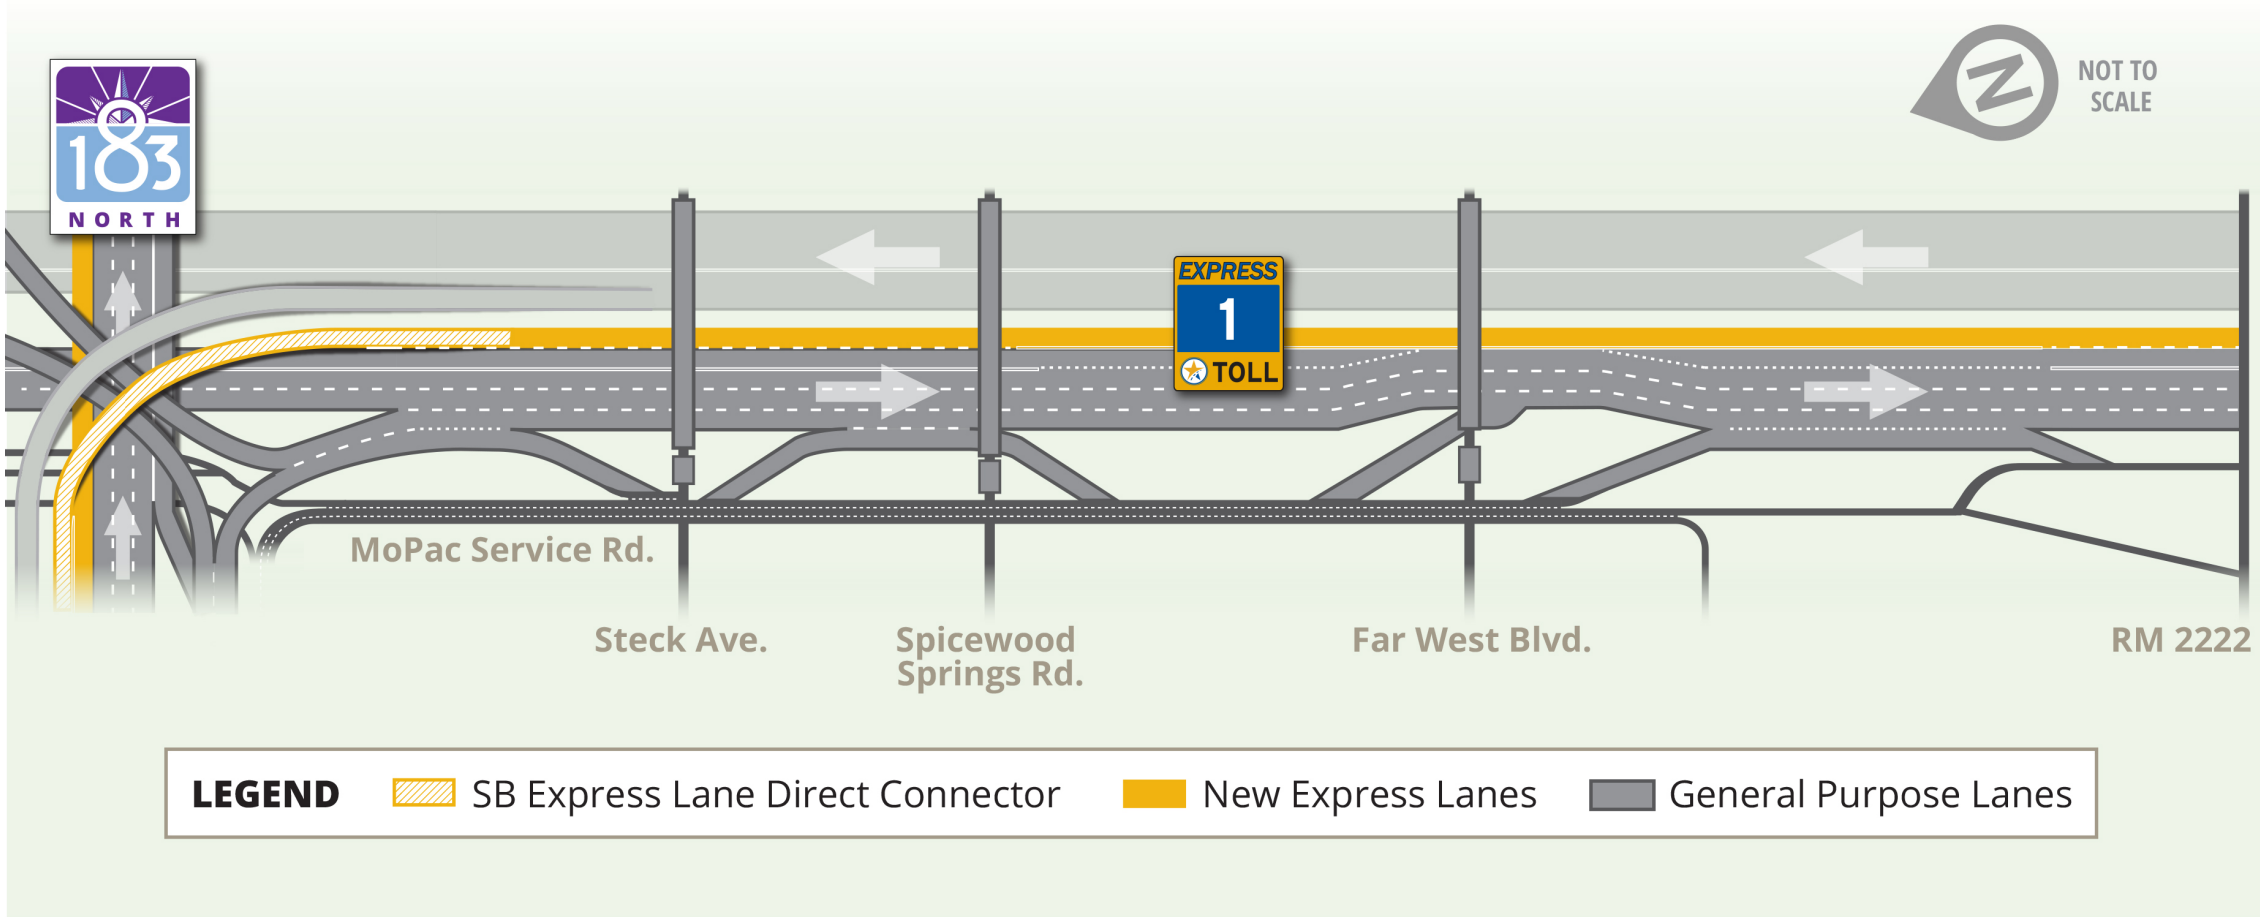 183
NORTH
N
NOT TO
SCALE
EXPRESS
1
TOLL
MoPac Service Rd.
Steck Ave.
Spicewood
Springs Rd.
Far West Blvd.
RM 2222
LEGEND
SB Express Lane Direct Connector
New Express Lanes
General Purpose Lanes